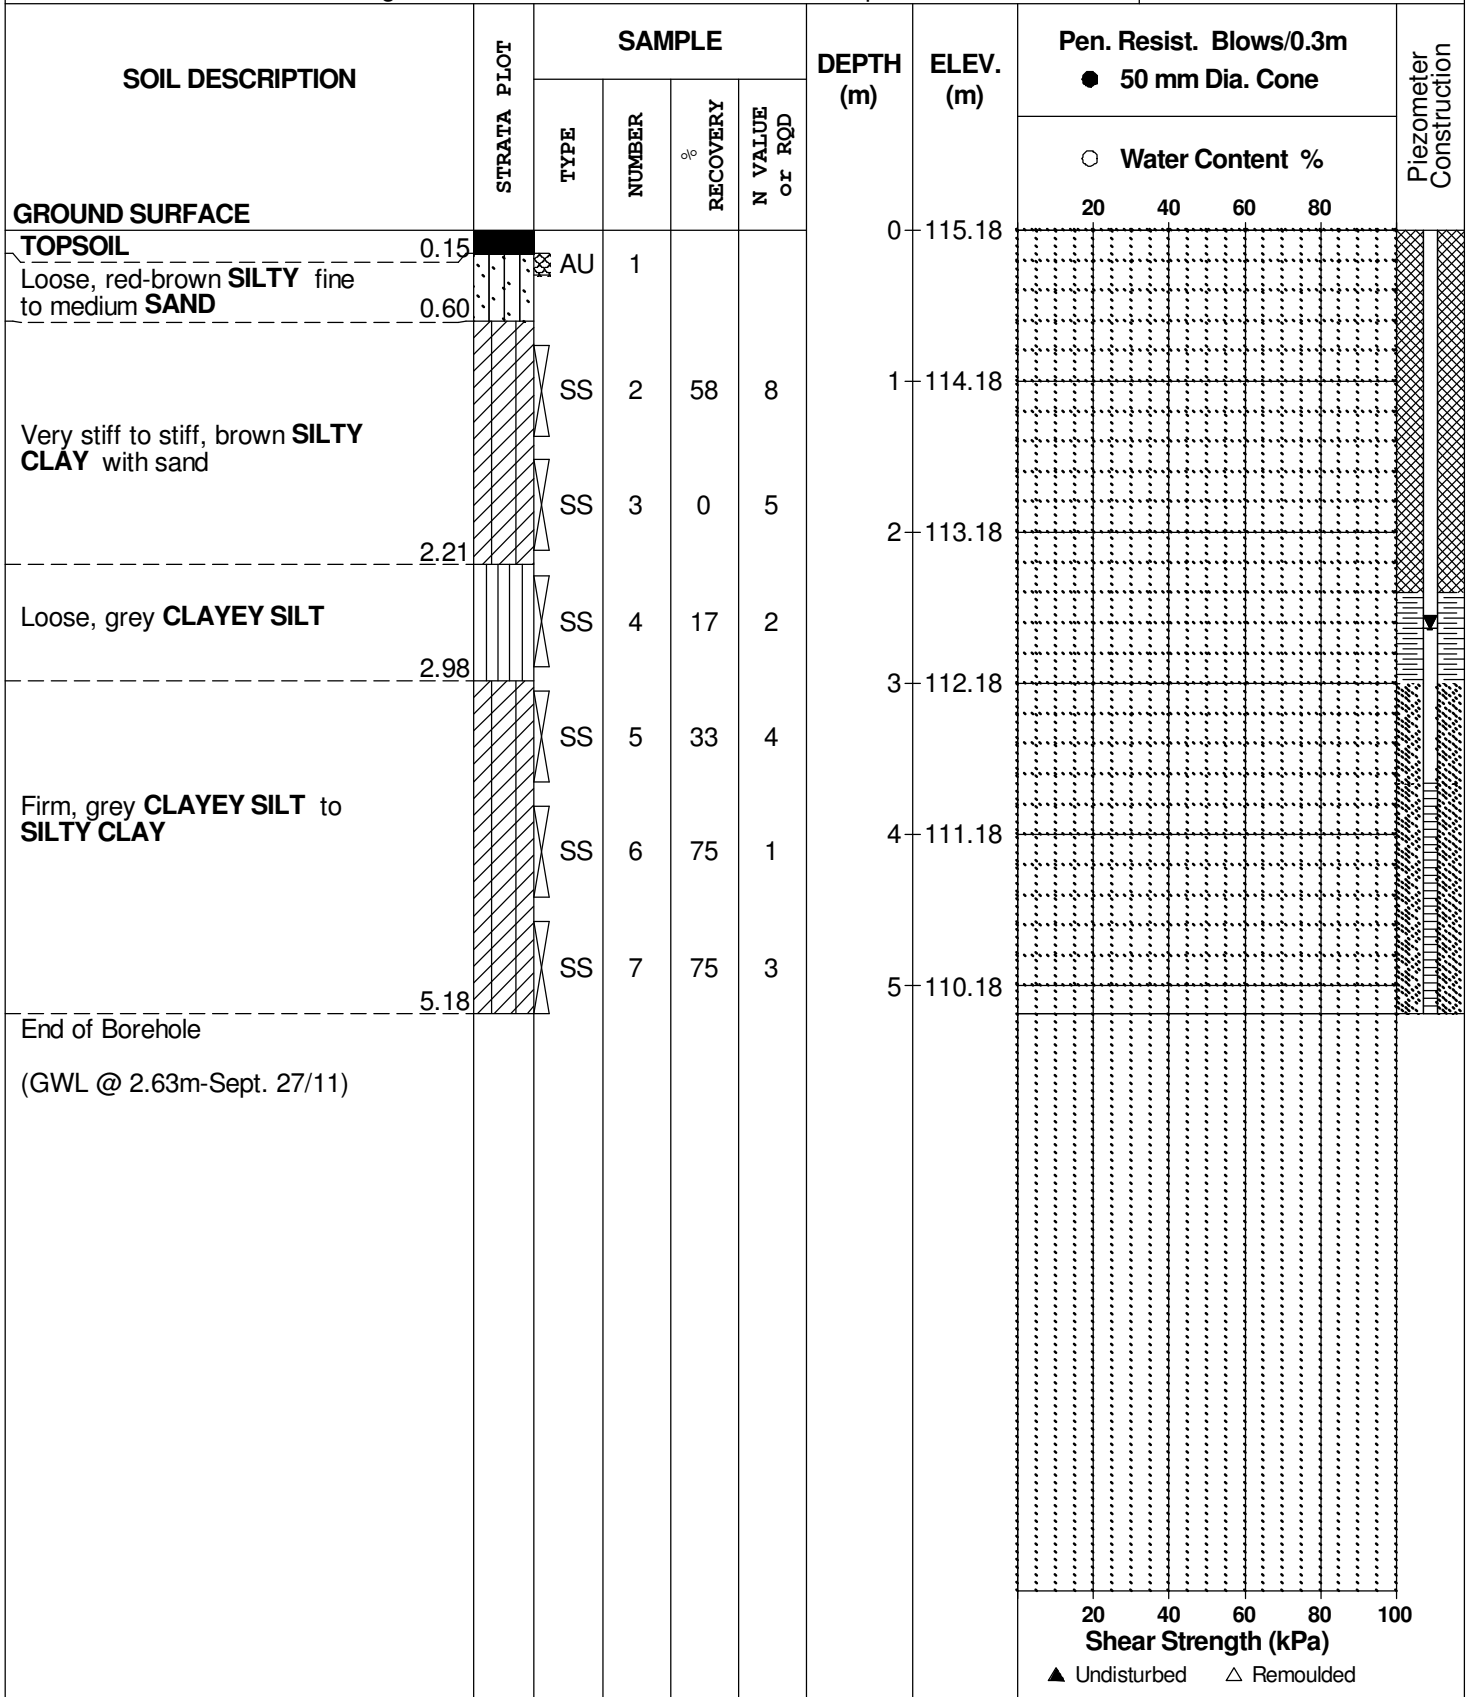 SOIL DESCRIPTION
STRATA PLOT
SAMPLE
TYPE
NUMBER
%
RECOVERY
N VALUE
or RQD
DEPTH
(m)
ELEV.
(m)
Pen. Resist. Blows/0.3m
● 50 mm Dia. Cone
○ Water Content %
Piezometer
Construction
20 40 60 80
GROUND SURFACE
0 115.18
TOPSOIL 0.15
AU 1
Loose, red-brown SILTY fine
to medium SAND 0.60
SS 2 58 8
1 114.18
Very stiff to stiff, brown SILTY
CLAY with sand
SS 3 0 5
2 113.18
2.21
Loose, grey CLAYEY SILT
SS 4 17 2
2.98
3 112.18
SS 5 33 4
Firm, grey CLAYEY SILT to
SILTY CLAY
4 111.18
SS 6 75 1
SS 7 75 3
5 110.18
5.18
End of Borehole
(GWL @ 2.63m-Sept. 27/11)
20 40 60 80 100
Shear Strength (kPa)
▲ Undisturbed △ Remoulded